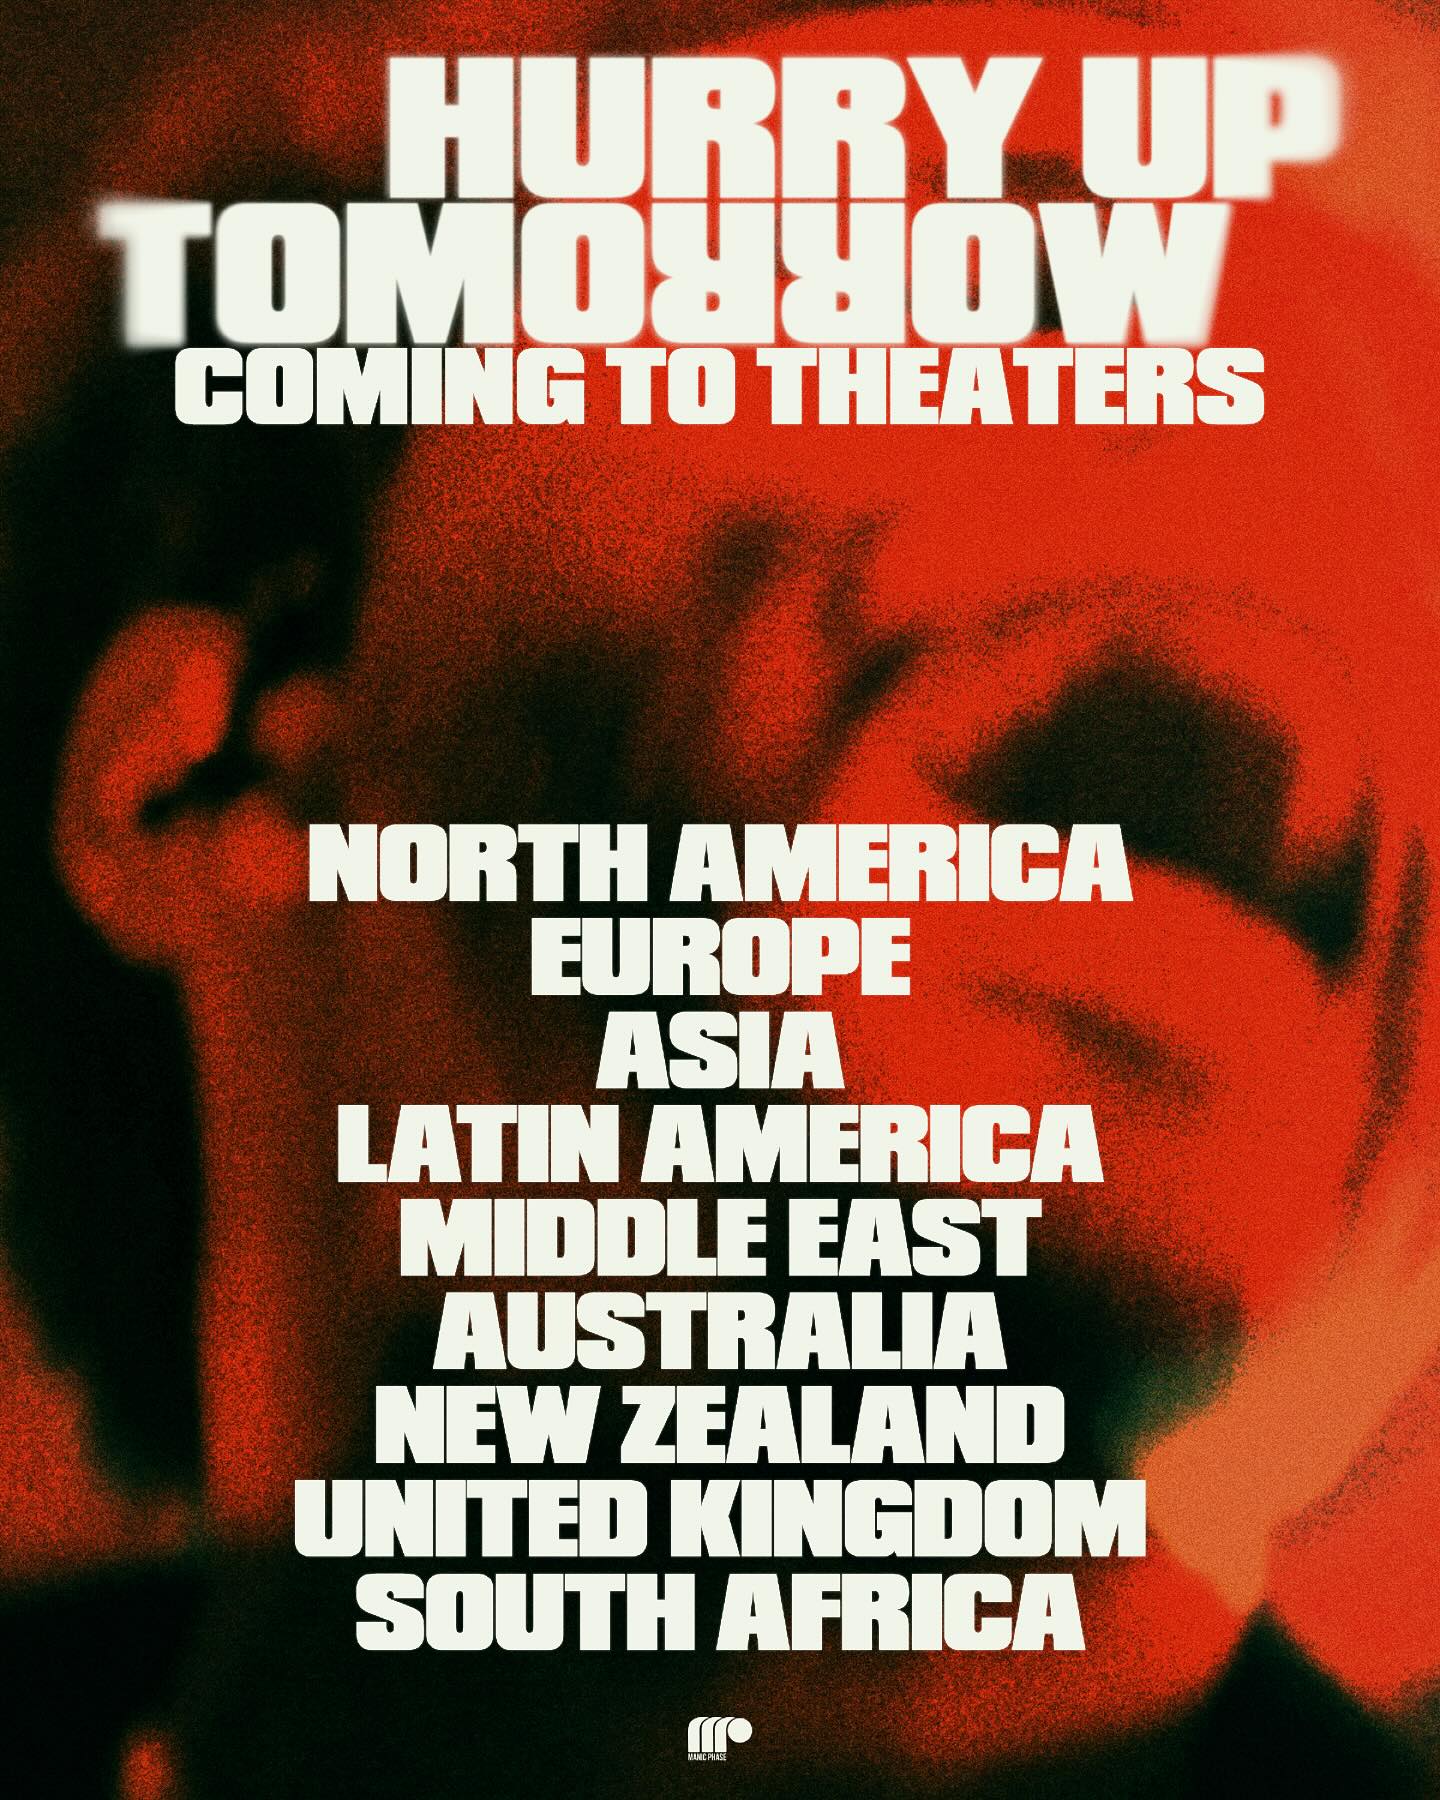 HURRY UP
TOMORROW
COMING TO THEATERS
NORTH AMERICA
EUROPE
ASIA
LATIN AMERICA
MIDDLE EAST
AUSTRALIA
NEW ZEALAND
UNITED KINGDOM
SOUTH AFRICA
MANIC PHASE